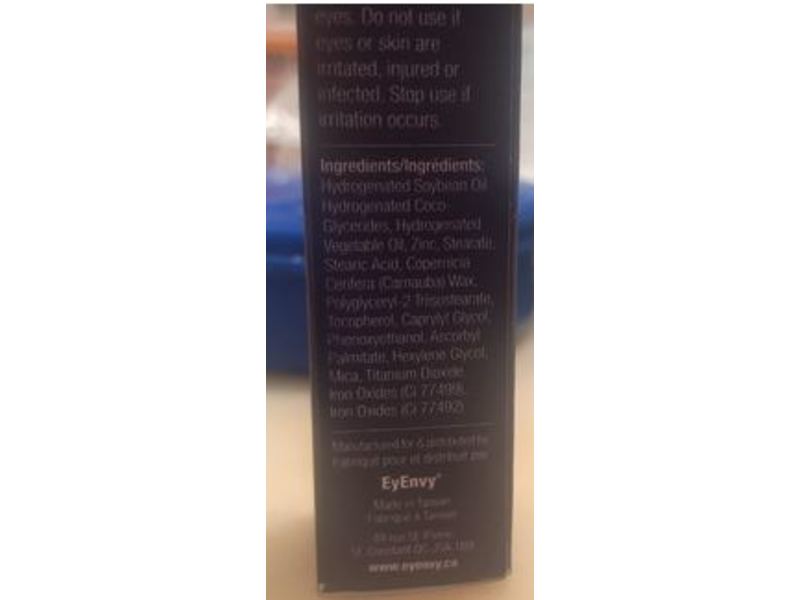 eyes. Do not use if
eyes or skin are
irritated, injured or
infected. Stop use if
irritation occurs.
Ingredients/Ingrédients:
Hydrogenated Soybean Oil
Hydrogenated Coco-
Glycerides, Hydrogenated
Vegetable Oil, Zinc, Stearate,
Stearic Acid, Copernicia
Cerifera (Carnauba) Wax,
Polyglyceryl-2 Triisostearate,
Tocopherol, Caprylyl Glycol,
Phenoxyethanol, Ascorbyl
Palmitate, Hexylene Glycol,
Mica, Titanium Dioxide,
Iron Oxides (Ci 77499),
Iron Oxides (Ci 77492)
Manufactured for & distributed by
Fabriqué pour et distribué par
EyEnvy®
Made in Taiwan
Fabriqué à Taiwan
St. Constant QC
www.eyenvy.ca